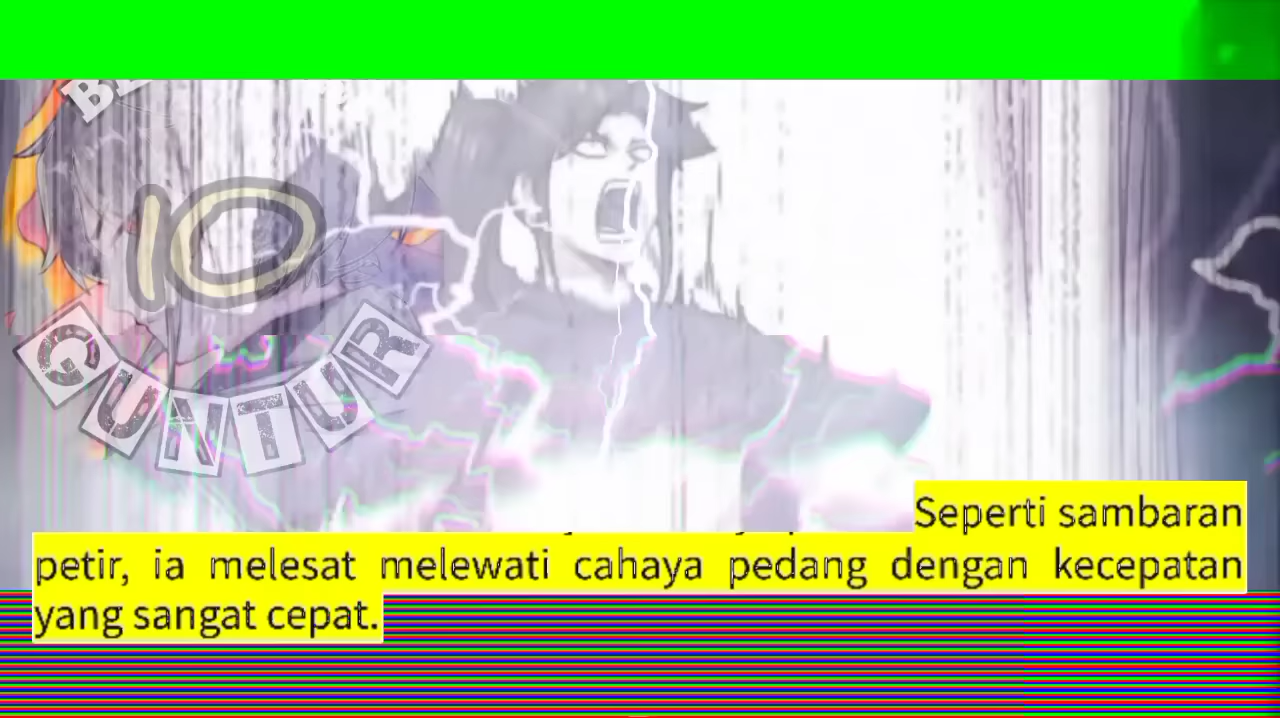 10
GUNTUR
Seperti sambaran
petir, ia melesat melewati cahaya pedang dengan kecepatan
yang sangat cepat.